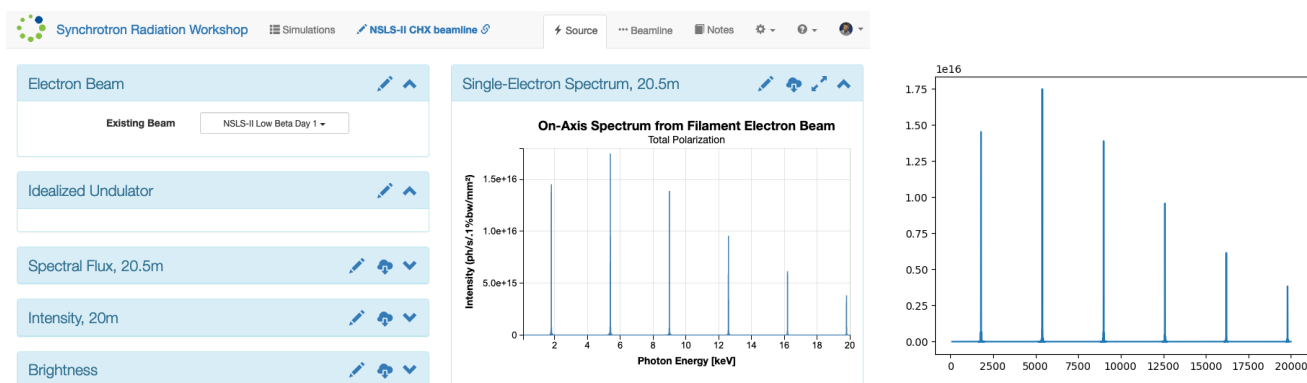 Synchrotron Radiation Workshop Simulations NSLS-II CHX beamline Source Beamline Notes
Electron Beam
Existing Beam NSLS-II Low Beta Day 1
Idealized Undulator
Spectral Flux, 20.5m
Intensity, 20m
Brightness
Single-Electron Spectrum, 20.5m
On-Axis Spectrum from Filament Electron Beam
Total Polarization
Intensity (ph/s/.1%bw/mm²)
1.5e+16
1.0e+16
5.0e+15
0
2 4 6 8 10 12 14 16 18 20
Photon Energy [keV]
1e16
1.75
1.50
1.25
1.00
0.75
0.50
0.25
0.00
0 2500 5000 7500 10000 12500 15000 17500 20000